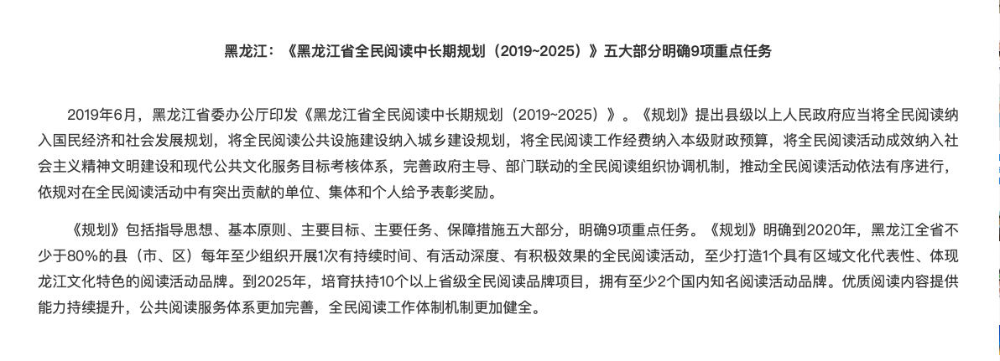 黑龙江：《黑龙江省全民阅读中长期规划（2019~2025）》五大部分明确9项重点任务
2019年6月，黑龙江省委办公厅印发《黑龙江省全民阅读中长期规划（2019~2025）》。《规划》提出县级以上人民政府应当将全民阅读纳
入国民经济和社会发展规划，将全民阅读公共设施建设纳入城乡建设规划，将全民阅读工作经费纳入本级财政预算，将全民阅读活动成效纳入社
会主义精神文明建设和现代公共文化服务目标考核体系，完善政府主导、部门联动的全民阅读组织协调机制，推动全民阅读活动依法有序进行，
依规对在全民阅读活动中有突出贡献的单位、集体和个人给予表彰奖励。
《规划》包括指导思想、基本原则、主要目标、主要任务、保障措施五大部分，明确9项重点任务。《规划》明确到2020年，黑龙江全省不
少于80%的县（市、区）每年至少组织开展1次有持续时间、有活动深度、有积极效果的全民阅读活动，至少打造1个具有区域文化代表性、体现
龙江文化特色的阅读活动品牌。到2025年，培育扶持10个以上省级全民阅读品牌项目，拥有至少2个国内知名阅读活动品牌。优质阅读内容提供
能力持续提升，公共阅读服务体系更加完善，全民阅读工作体制机制更加健全。